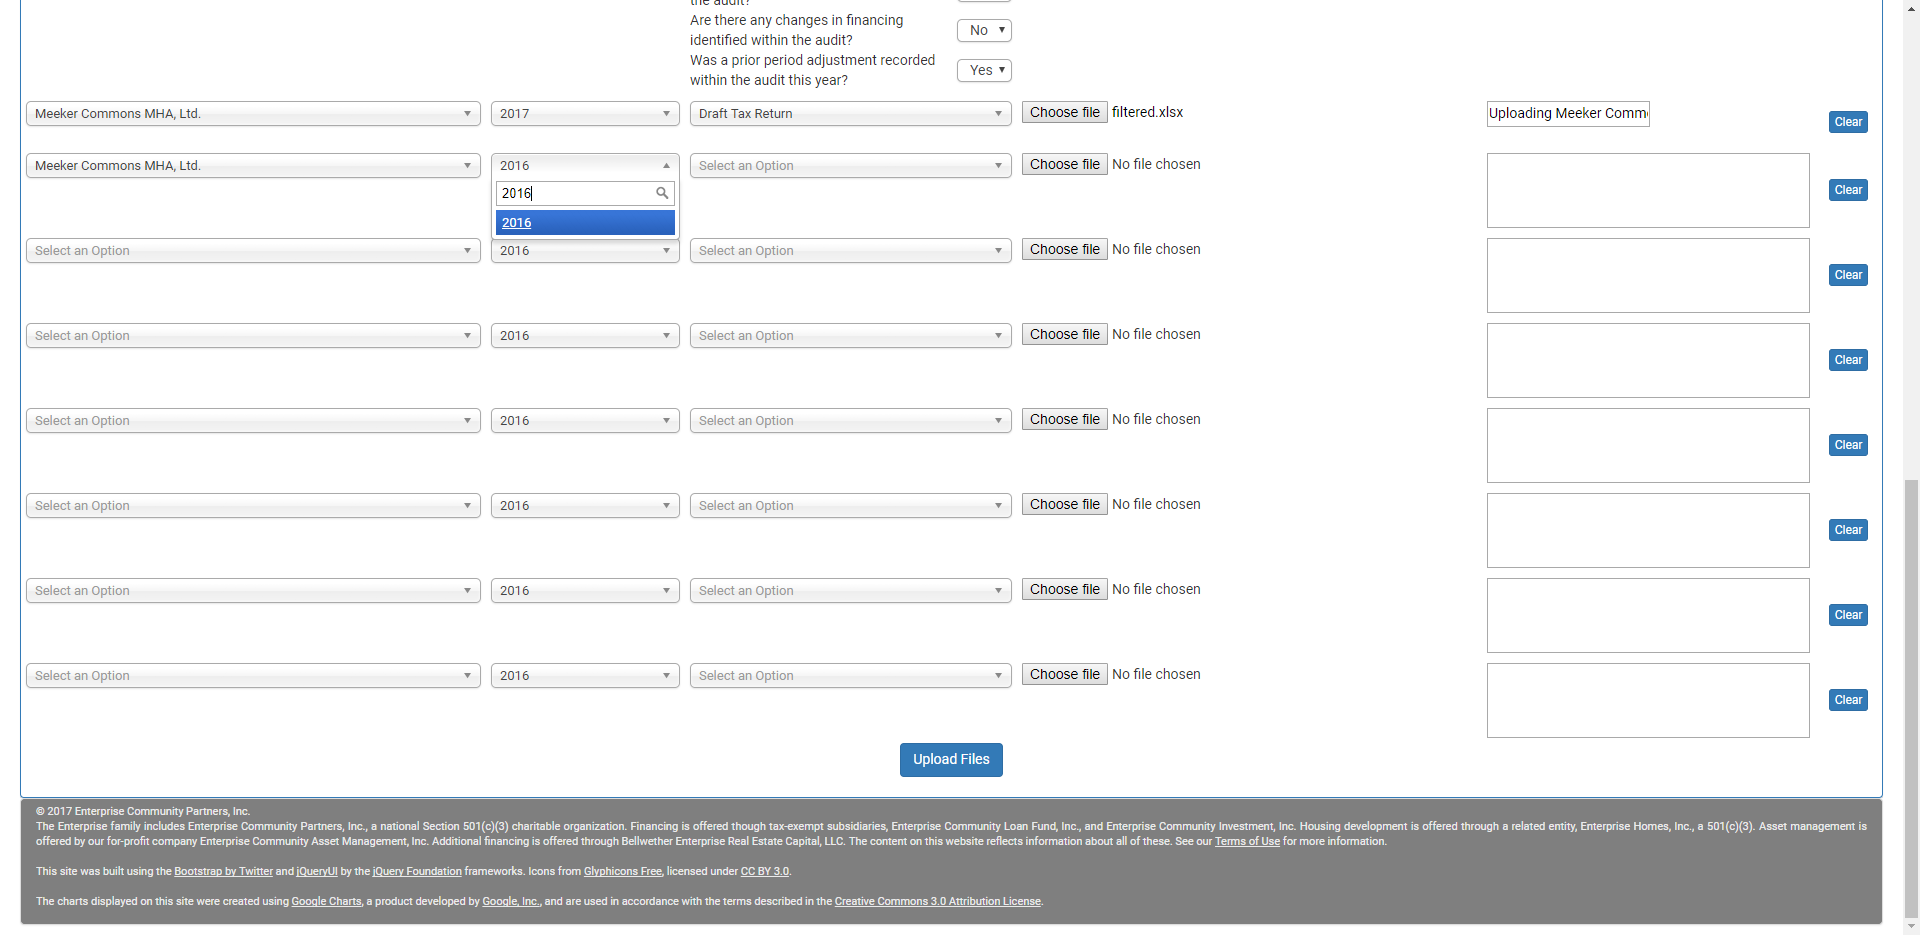 the audit?
Are there any changes in financing
identified within the audit?
No
Was a prior period adjustment recorded
within the audit this year?
Yes
Meeker Commons MHA, Ltd. 2017 Draft Tax Return Choose file filtered.xlsx Uploading Meeker Comm Clear
Meeker Commons MHA, Ltd. 2016 Select an Option Choose file No file chosen Clear
2016
2016
Select an Option 2016 Select an Option Choose file No file chosen Clear
Select an Option 2016 Select an Option Choose file No file chosen Clear
Select an Option 2016 Select an Option Choose file No file chosen Clear
Select an Option 2016 Select an Option Choose file No file chosen Clear
Select an Option 2016 Select an Option Choose file No file chosen Clear
Select an Option 2016 Select an Option Choose file No file chosen Clear
Upload Files
© 2017 Enterprise Community Partners, Inc.
The Enterprise family includes Enterprise Community Partners, Inc., a national Section 501(c)(3) charitable organization. Financing is offered though tax-exempt subsidiaries, Enterprise Community Loan Fund, Inc., and Enterprise Community Investment, Inc. Housing development is offered through a related entity, Enterprise Homes, Inc., a 501(c)(3). Asset management is
offered by our for-profit company Enterprise Community Asset Management, Inc. Additional financing is offered through Bellwether Enterprise Real Estate Capital, LLC. The content on this website reflects information about all of these. See our Terms of Use for more information.
This site was built using the Bootstrap by Twitter and jQueryUI by the jQuery Foundation frameworks. Icons from Glyphicons Free, licensed under CC BY 3.0.
The charts displayed on this site were created using Google Charts, a product developed by Google, Inc., and are used in accordance with the terms described in the Creative Commons 3.0 Attribution License.